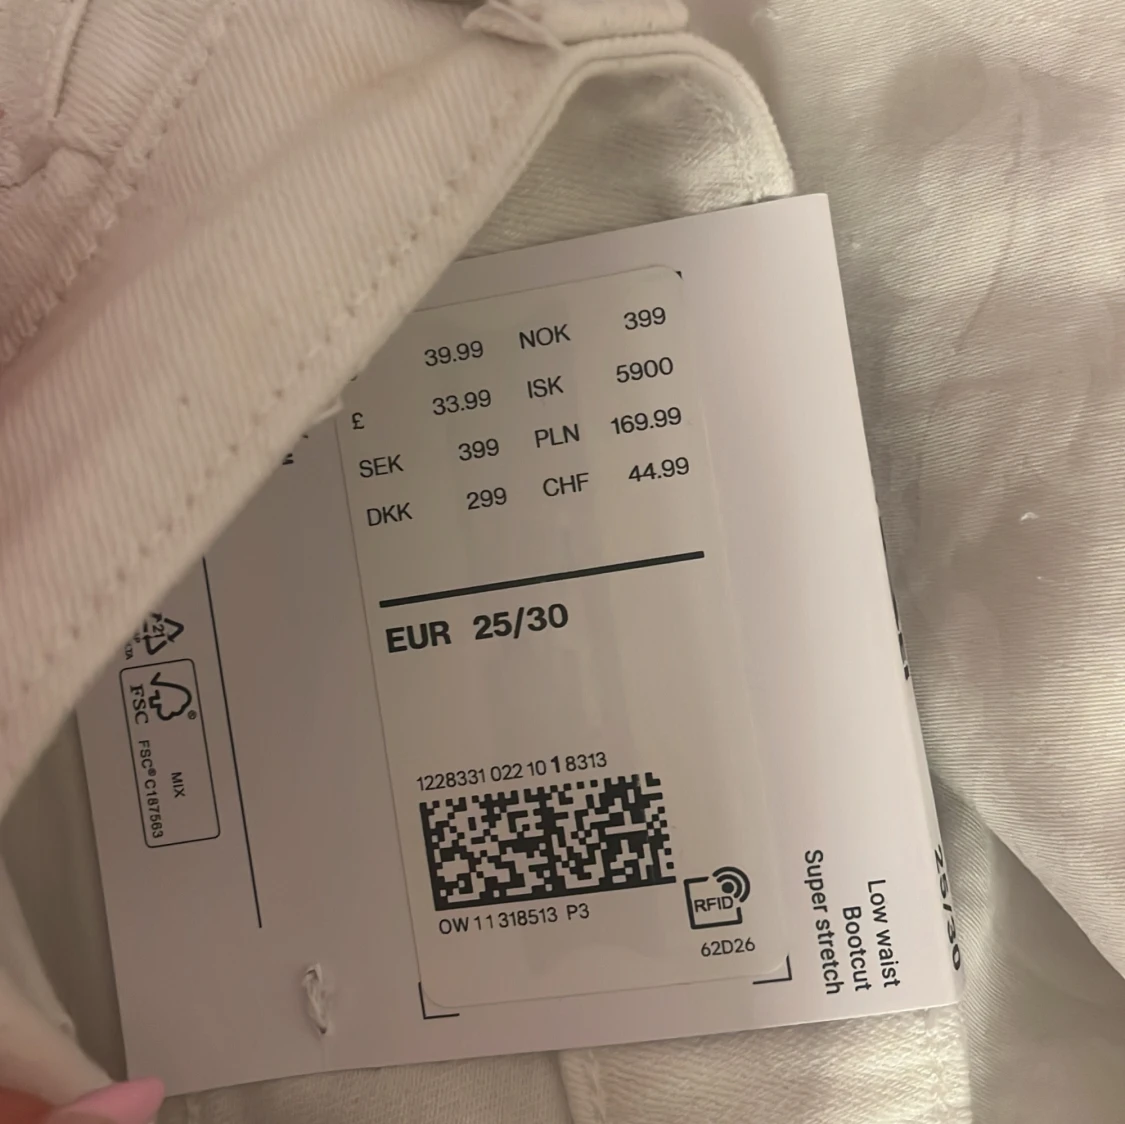 39.99 NOK 399
£ 33.99 ISK 5900
SEK 399 PLN 169.99
DKK 299 CHF 44.99
EUR 25/30
1228331 022 10 1 8313
OW 11 318513 P3
RFID
62D26
Low waist
Bootcut
Super stretch
25/30
21
FSC
MIX
FSC® C187563